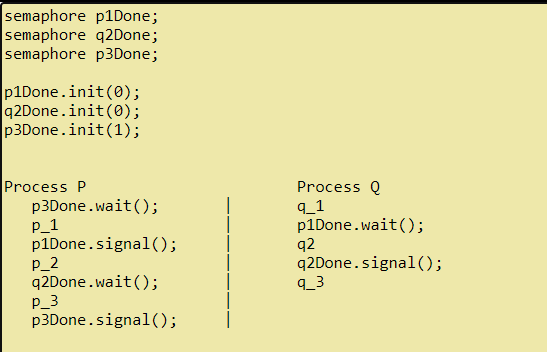 semaphore p1Done;
semaphore q2Done;
semaphore p3Done;
p1Done.init(0);
q2Done.init(0);
p3Done.init(1);
Process P Process Q
p3Done.wait(); | q_1
p_1 | p1Done.wait();
p1Done.signal(); | q2
p_2 | q2Done.signal();
q2Done.wait(); | q_3
p_3 |
p3Done.signal(); |